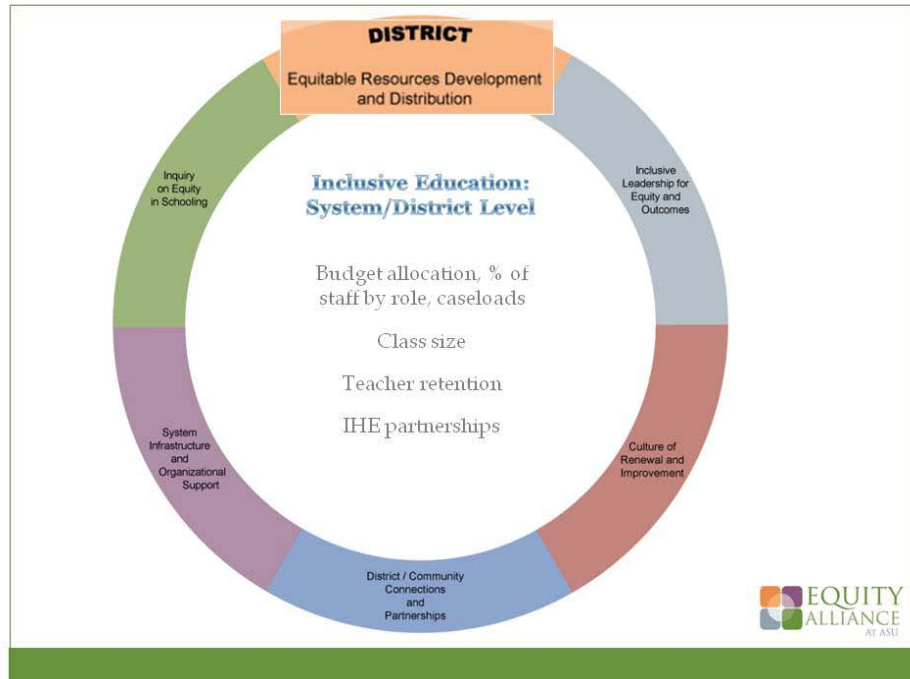 DISTRICT
Equitable Resources Development
and Distribution
Inquiry
on Equity
in Schooling
Inclusive
Leadership for
Equity and
Outcomes
Inclusive Education:
System/District Level
Budget allocation, % of
staff by role, caseloads
Class size
Teacher retention
IHE partnerships
System
Infrastructure
and
Organizational
Support
Culture of
Renewal and
Improvement
District / Community
Connections
and
Partnerships
EQUITY
ALLIANCE
AT ASU